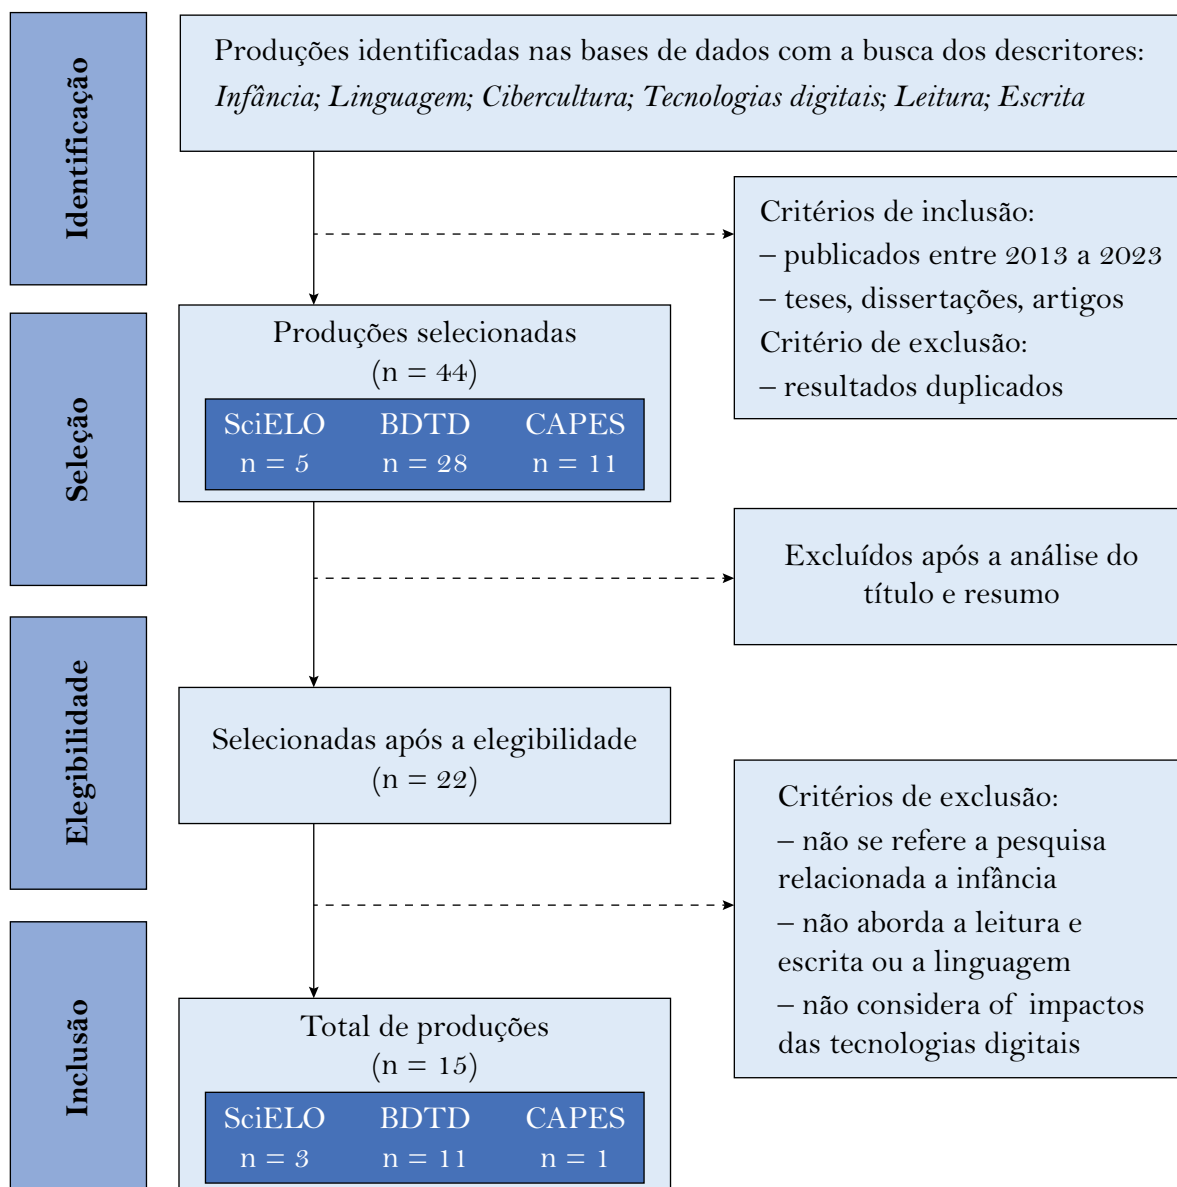 Identificação
Produções identificadas nas bases de dados com a busca dos descritores:
Infância; Linguagem; Cibercultura; Tecnologias digitais; Leitura; Escrita
Critérios de inclusão:
– publicados entre 2013 a 2023
– teses, dissertações, artigos
Critério de exclusão:
– resultados duplicados
Seleção
Produções selecionadas
(n = 44)
SciELO BDTD CAPES
n = 5 n = 28 n = 11
Excluídos após a análise do
título e resumo
Elegibilidade
Selecionadas após a elegibilidade
(n = 22)
Critérios de exclusão:
– não se refere a pesquisa
relacionada a infância
– não aborda a leitura e
escrita ou a linguagem
– não considera of impactos
das tecnologias digitais
Inclusão
Total de produções
(n = 15)
SciELO BDTD CAPES
n = 3 n = 11 n = 1